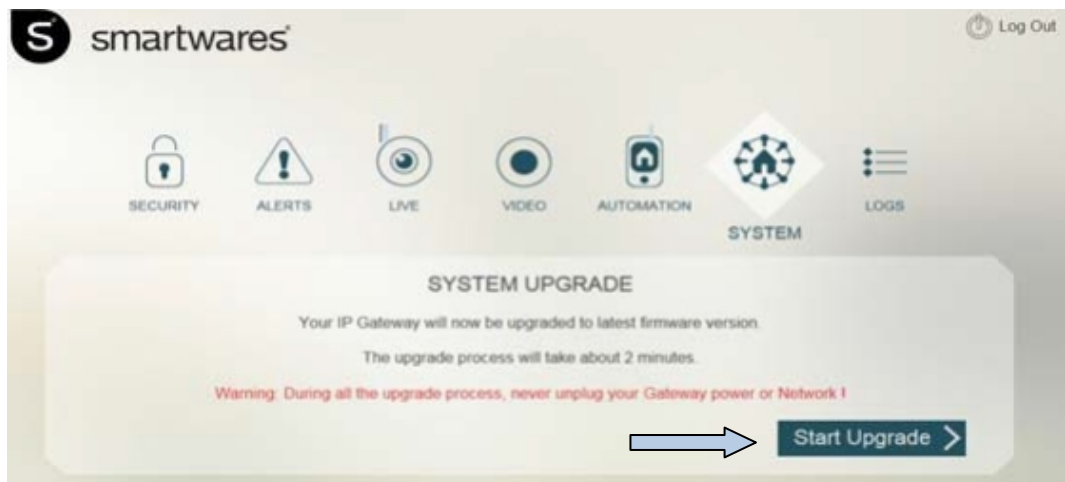 S smartwares
Log Out
SECURITY ALERTS LIVE VIDEO AUTOMATION SYSTEM LOGS
SYSTEM UPGRADE
Your IP Gateway will now be upgraded to latest firmware version.
The upgrade process will take about 2 minutes.
Warning: During all the upgrade process, never unplug your Gateway power or Network !
Start Upgrade